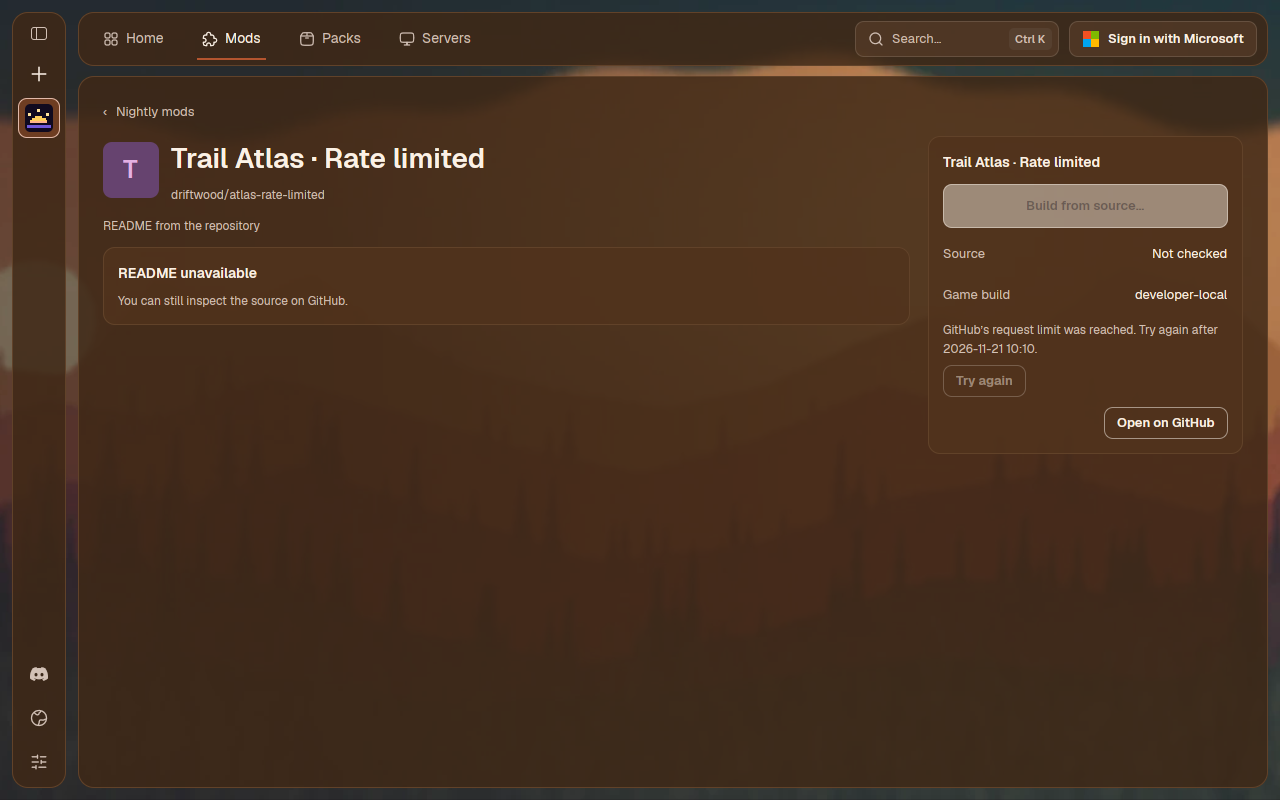 Home
Mods
Packs
Servers
Search...
Ctrl K
Sign in with Microsoft
‹ Nightly mods
T
Trail Atlas · Rate limited
driftwood/atlas-rate-limited
README from the repository
README unavailable
You can still inspect the source on GitHub.
Trail Atlas · Rate limited
Build from source...
Source
Not checked
Game build
developer-local
GitHub's request limit was reached. Try again after
2026-11-21 10:10.
Try again
Open on GitHub